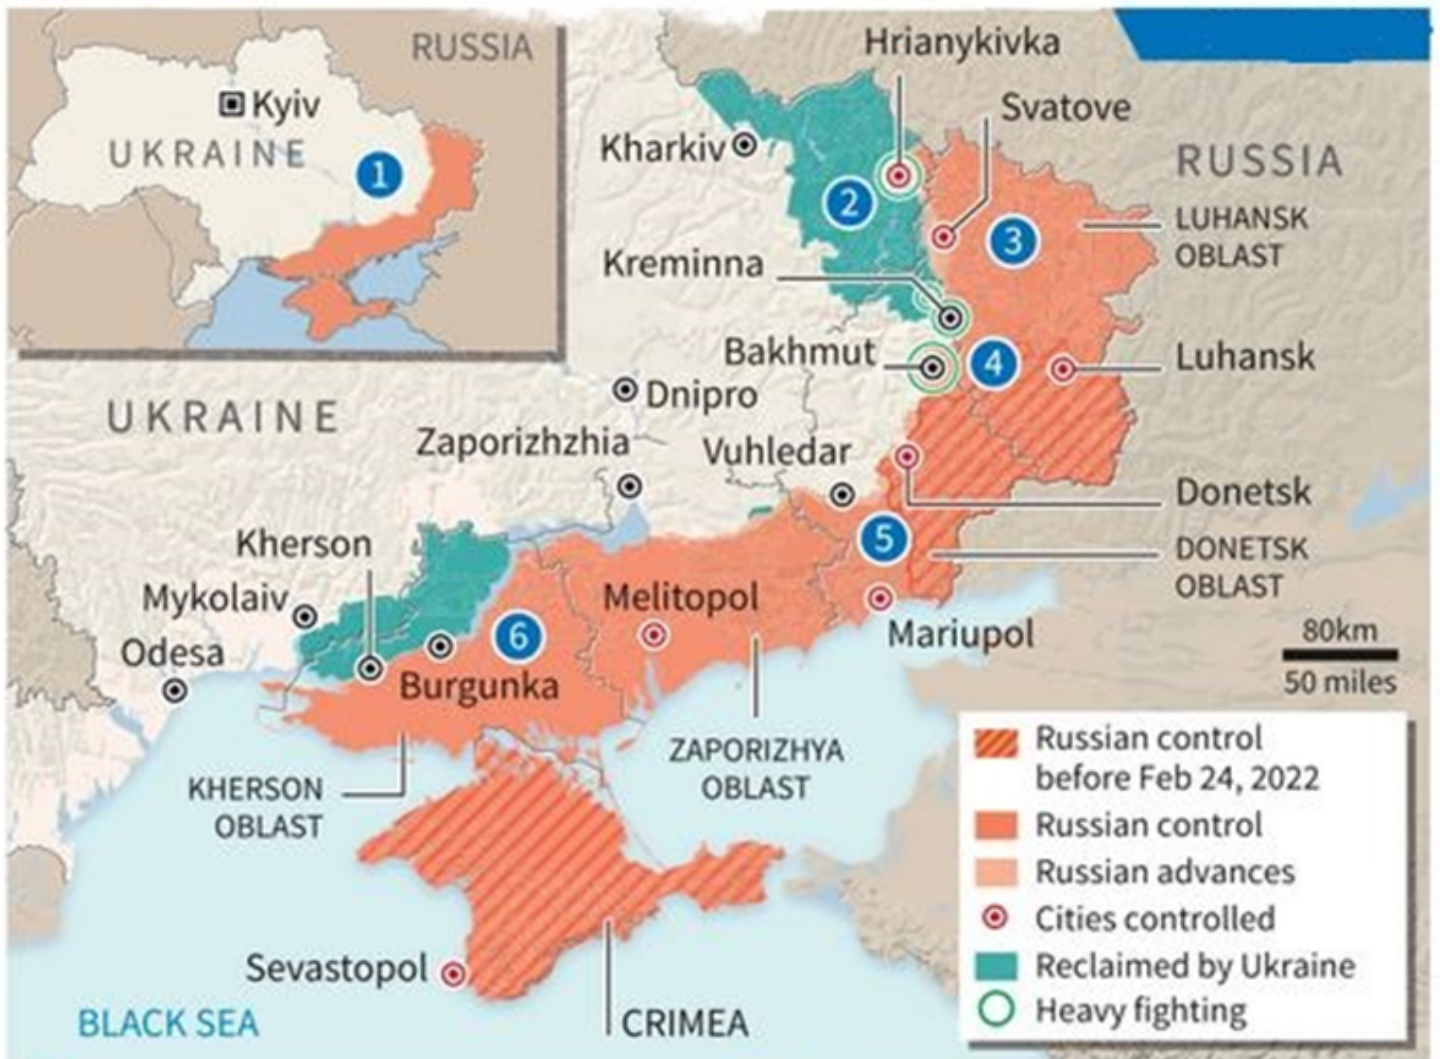 RUSSIA
Kyiv
UKRAINE
1
Hrianykivka
Svatove
Kharkiv
RUSSIA
2
3
LUHANSK
OBLAST
Kreminna
Bakhmut
4
Luhansk
Dnipro
UKRAINE
Zaporizhzhia
Vuhledar
Donetsk
Kherson
5
DONETSK
OBLAST
Mykolaiv
Melitopol
6
Mariupol
80km
50 miles
Odesa
Burgunka
ZAPORIZHYA
OBLAST
KHERSON
OBLAST
Russian control
before Feb 24, 2022
Russian control
Russian advances
Cities controlled
Reclaimed by Ukraine
Heavy fighting
Sevastopol
BLACK SEA
CRIMEA